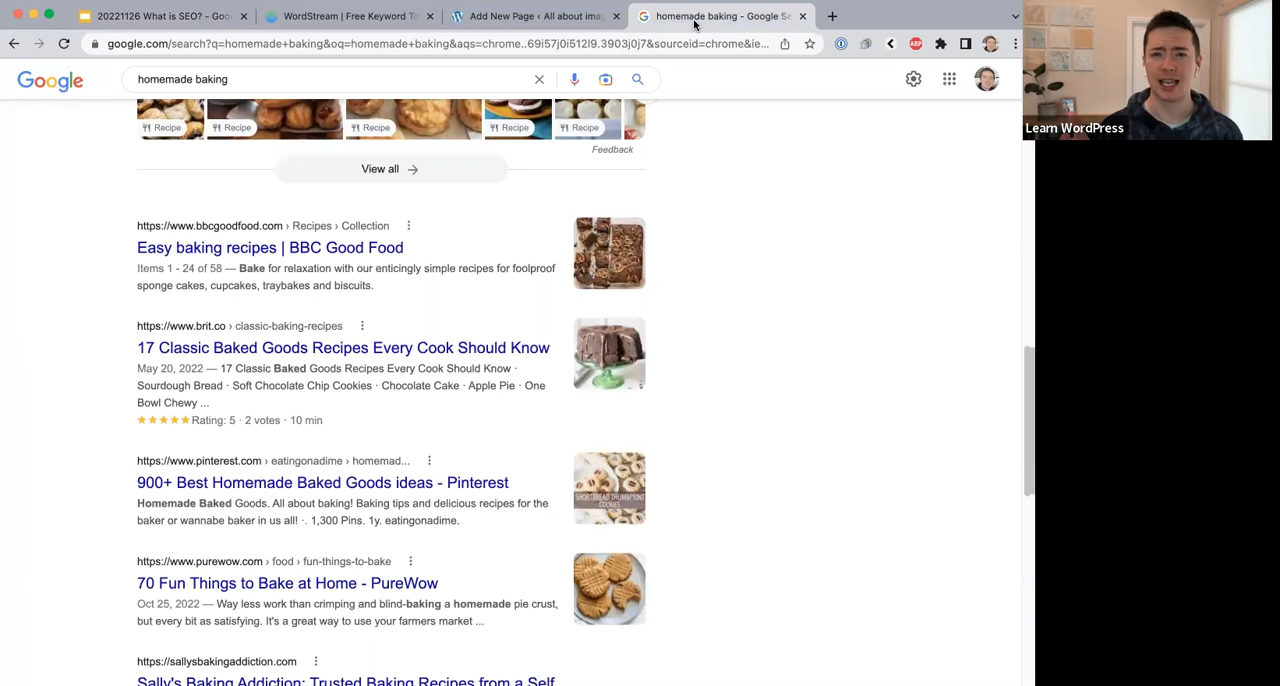 20221126 What is SEO? - Goo
WordStream | Free Keyword To
Add New Page ‹ All about imag
homemade baking - Google Se
google.com/search?q=homemade+baking&oq=homemade+baking&aqs=chrome..69i57j0i512l9.3903j0j7&sourceid=chrome&ie...
ABP
Google
homemade baking
Learn WordPress
Recipe
Recipe
Recipe
Recipe
Recipe
Feedback
View all
https://www.bbcgoodfood.com › Recipes › Collection
Easy baking recipes | BBC Good Food
Items 1 - 24 of 58 — Bake for relaxation with our enticingly simple recipes for foolproof
sponge cakes, cupcakes, traybakes and biscuits.
https://www.brit.co › classic-baking-recipes
17 Classic Baked Goods Recipes Every Cook Should Know
May 20, 2022 — 17 Classic Baked Goods Recipes Every Cook Should Know ·
Sourdough Bread · Soft Chocolate Chip Cookies · Chocolate Cake · Apple Pie · One
Bowl Chewy ...
Rating: 5 · 2 votes · 10 min
https://www.pinterest.com › eatingonadime › homemad...
900+ Best Homemade Baked Goods ideas - Pinterest
Homemade Baked Goods. All about baking! Baking tips and delicious recipes for the
baker or wannabe baker in us all! ·. 1,300 Pins. 1y. eatingonadime.
SHORTBREAD THUMBPRINT
COOKIES
https://www.purewow.com › food › fun-things-to-bake
70 Fun Things to Bake at Home - PureWow
Oct 25, 2022 — Way less work than crimping and blind-baking a homemade pie crust,
but every bit as satisfying. It's a great way to use your farmers market ...
https://sallysbakingaddiction.com
Sally's Baking Addiction: Trusted Baking Recipes from a Self